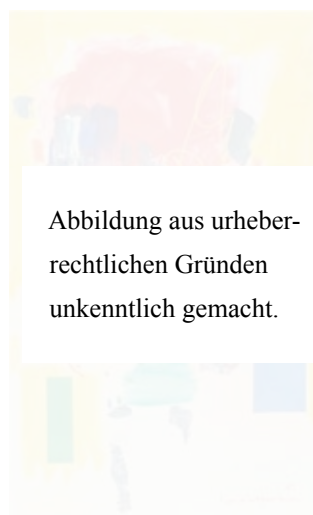 Abbildung aus urheber-
rechtlichen Gründen
unkenntlich gemacht.